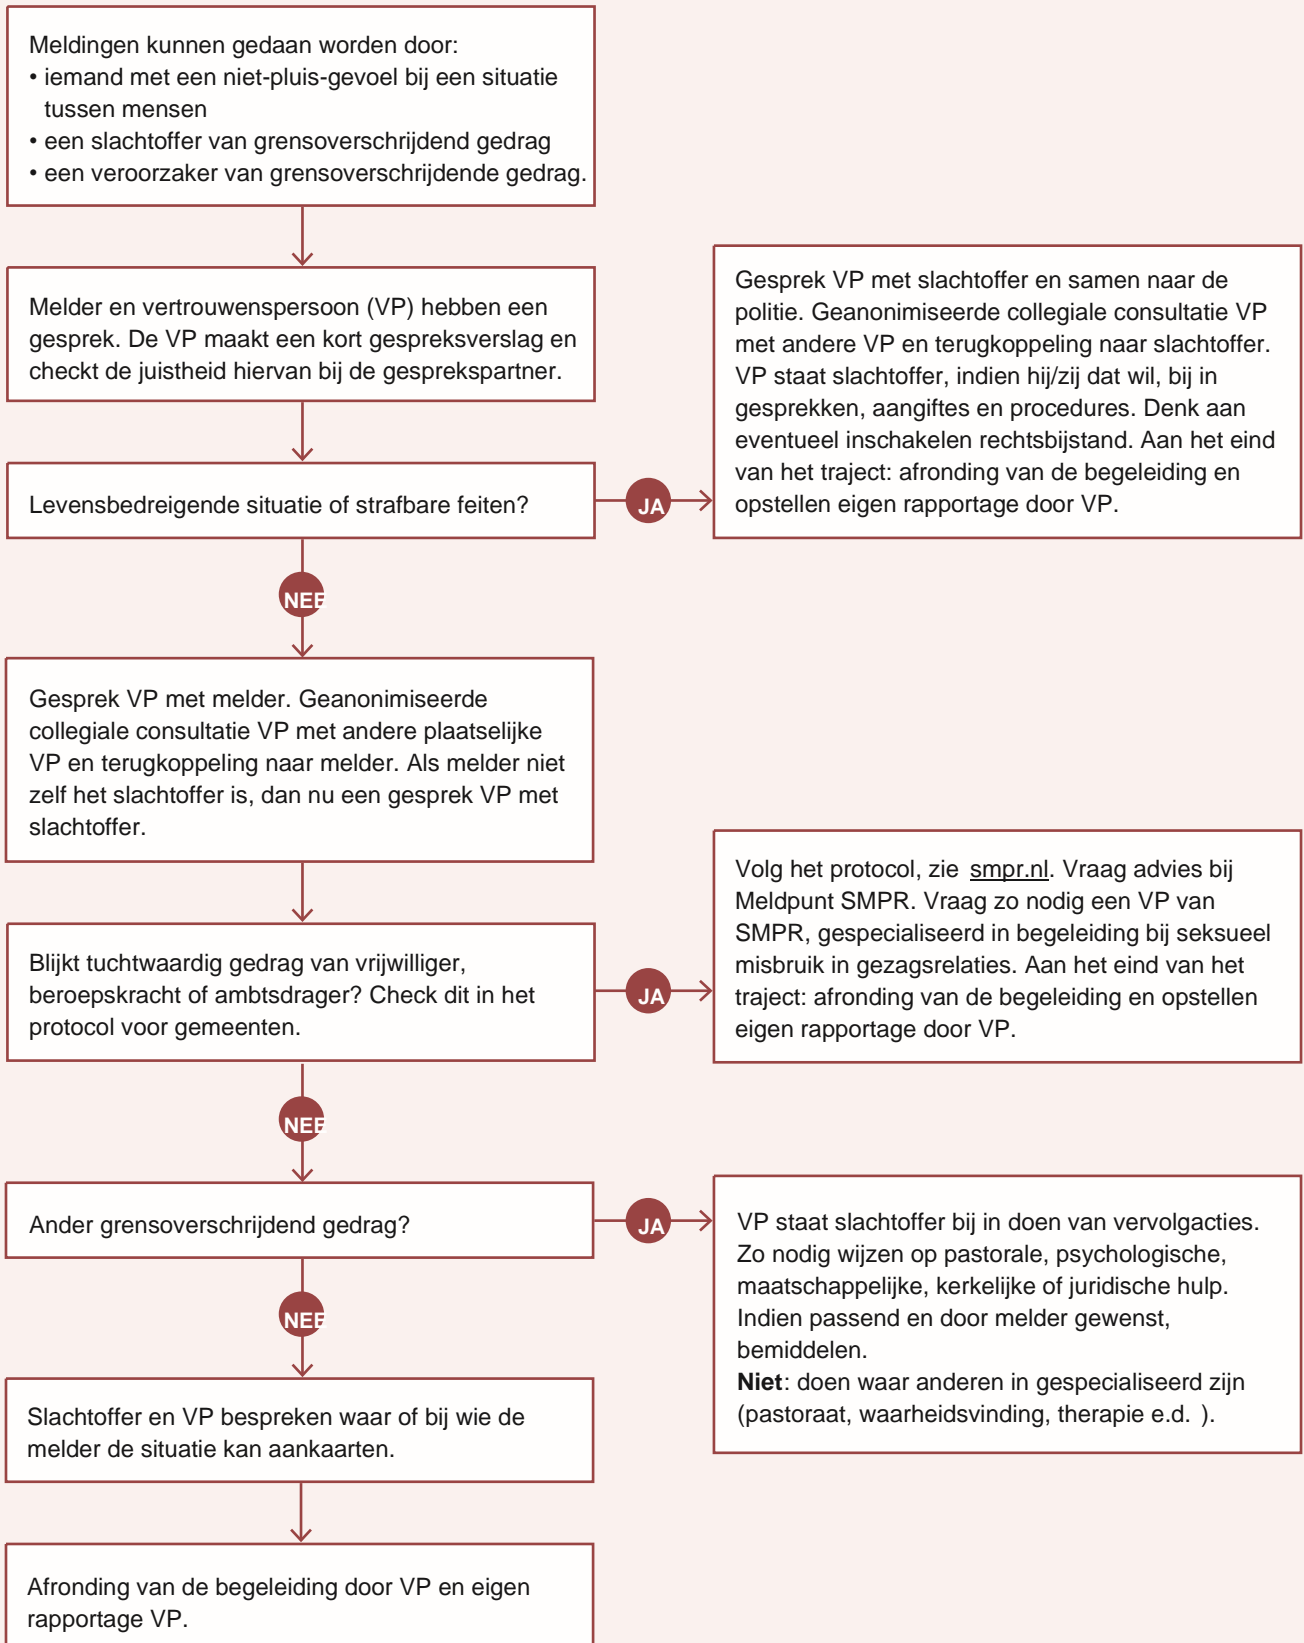 Meldingen kunnen gedaan worden door:
• iemand met een niet-pluis-gevoel bij een situatie
tussen mensen
• een slachtoffer van grensoverschrijdend gedrag
• een veroorzaker van grensoverschrijdende gedrag.
Melder en vertrouwenspersoon (VP) hebben een
gesprek. De VP maakt een kort gespreksverslag en
checkt de juistheid hiervan bij de gesprekspartner.
Levensbedreigende situatie of strafbare feiten?
JA
Gesprek VP met slachtoffer en samen naar de
politie. Geanonimiseerde collegiale consultatie VP
met andere VP en terugkoppeling naar slachtoffer.
VP staat slachtoffer, indien hij/zij dat wil, bij in
gesprekken, aangiftes en procedures. Denk aan
eventueel inschakelen rechtsbijstand. Aan het eind
van het traject: afronding van de begeleiding en
opstellen eigen rapportage door VP.
NEE
Gesprek VP met melder. Geanonimiseerde
collegiale consultatie VP met andere plaatselijke
VP en terugkoppeling naar melder. Als melder niet
zelf het slachtoffer is, dan nu een gesprek VP met
slachtoffer.
Blijkt tuchtwaardig gedrag van vrijwilliger,
beroepskracht of ambtsdrager? Check dit in het
protocol voor gemeenten.
JA
Volg het protocol, zie smpr.nl. Vraag advies bij
Meldpunt SMPR. Vraag zo nodig een VP van
SMPR, gespecialiseerd in begeleiding bij seksueel
misbruik in gezagsrelaties. Aan het eind van het
traject: afronding van de begeleiding en opstellen
eigen rapportage door VP.
NEE
Ander grensoverschrijdend gedrag?
JA
VP staat slachtoffer bij in doen van vervolgacties.
Zo nodig wijzen op pastorale, psychologische,
maatschappelijke, kerkelijke of juridische hulp.
Indien passend en door melder gewenst,
bemiddelen.
Niet: doen waar anderen in gespecialiseerd zijn
(pastoraat, waarheidsvinding, therapie e.d. ).
NEE
Slachtoffer en VP bespreken waar of bij wie de
melder de situatie kan aankaarten.
Afronding van de begeleiding door VP en eigen
rapportage VP.